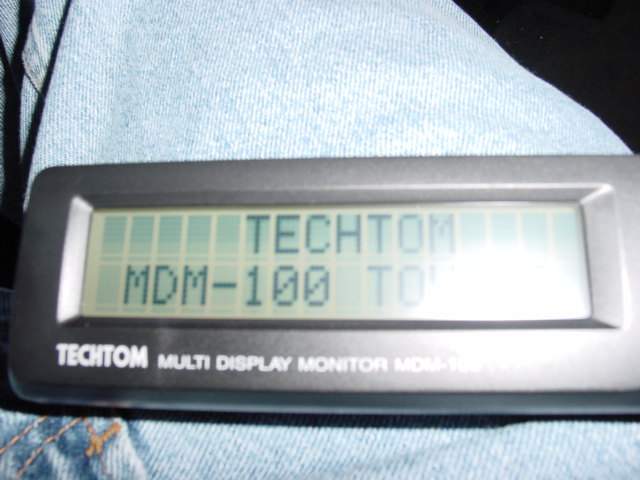 TECHTOM
MDM-100
TECHTOM MULTI DISPLAY MONITOR